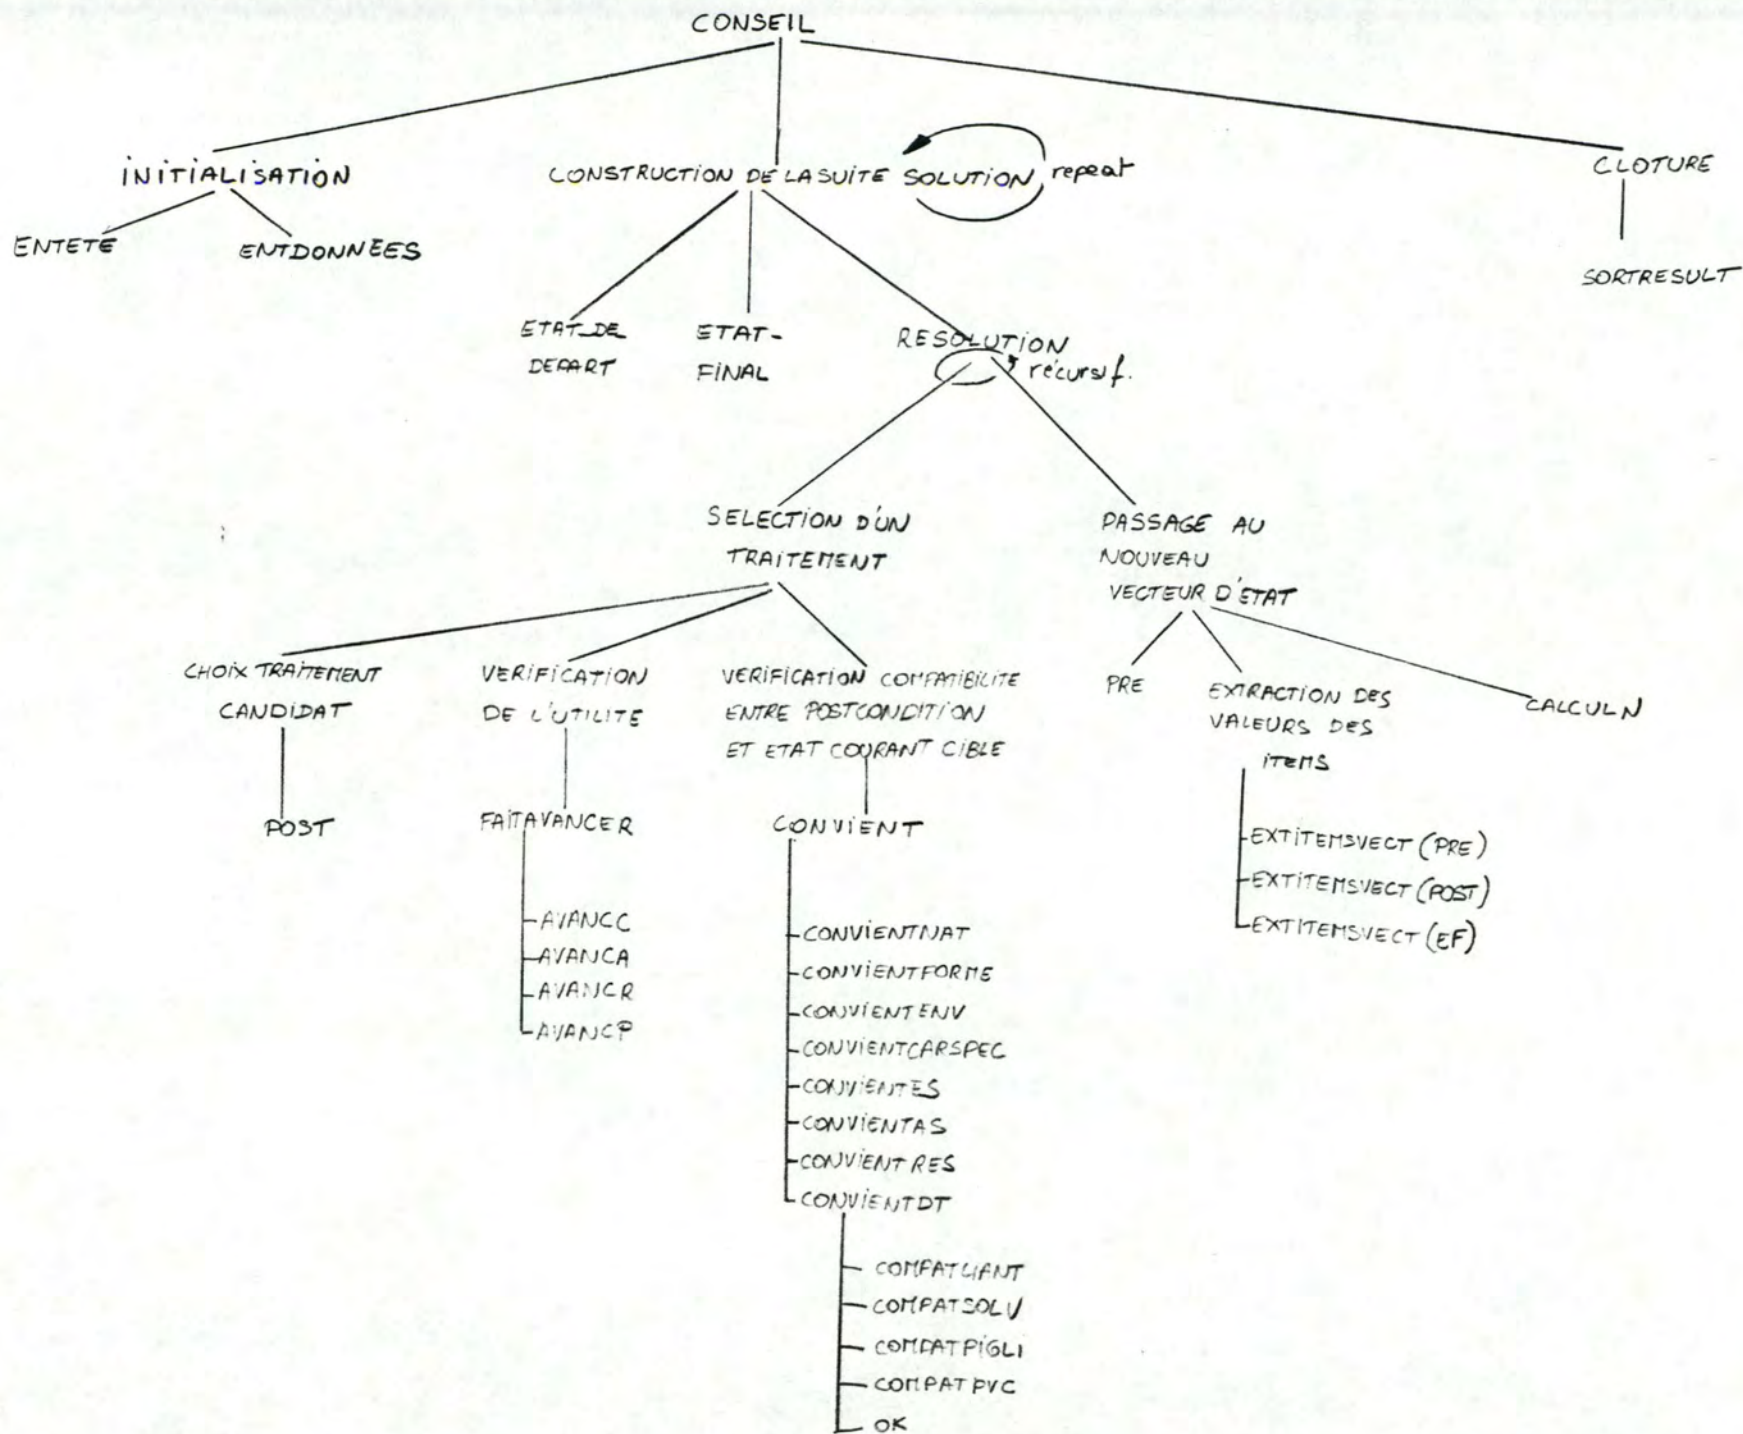 CONSEIL
INITIALISATION
CONSTRUCTION DE LA SUITE SOLUTION
repeat
CLOTURE
ENTETE
ENTDONNEES
SORTRESULT
ETAT_DE
DEPART
ETAT-
FINAL
RESOLUTION
récursif.
SELECTION D'UN
TRAITEMENT
PASSAGE AU
NOUVEAU
VECTEUR D'ETAT
CHOIX TRAITEMENT
CANDIDAT
VERIFICATION
DE L'UTILITE
VERIFICATION COMPATIBILITE
ENTRE POSTCONDITION
ET ETAT COURANT CIBLE
PRE
EXTRACTION DES
VALEURS DES
ITEMS
CALCULN
POST
FAITAVANCER
CONVIENT
EXTITEMSVECT (PRE)
EXTITEMSVECT (POST)
EXTITEMSVECT (EF)
AVANCC
AVANCA
AVANCR
AVANCP
CONVIENTNAT
CONVIENTFORME
CONVIENTENV
CONVIENTCARSPEC
CONVIENTES
CONVIENTAS
CONVIENTRES
CONVIENTDT
COMPATLIANT
COMPATSOLV
COMPATPIGLI
COMPATPVC
OK